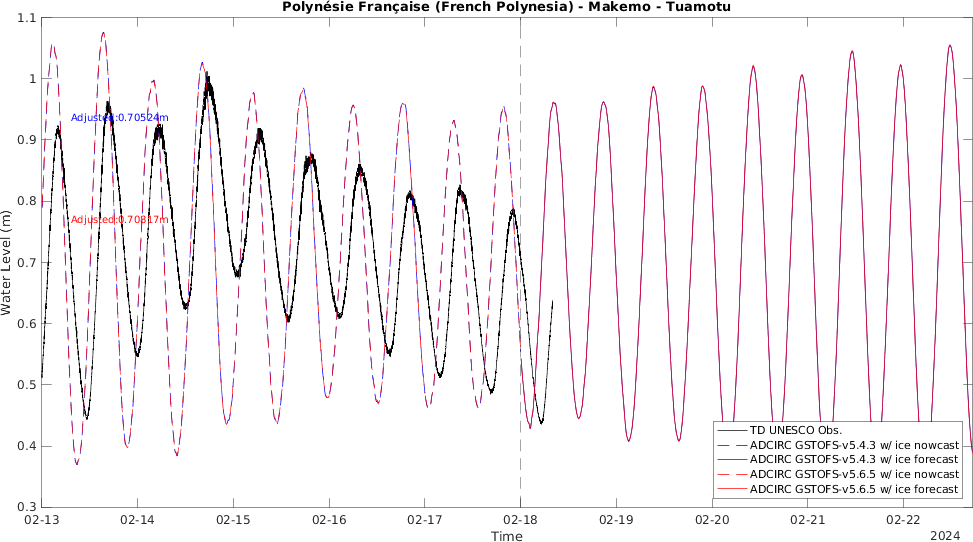 Polynésie Française (French Polynesia) - Makemo - Tuamotu
1.1
1
0.9
0.8
0.7
0.6
0.5
0.4
0.3
Water Level (m)
Adjusted:0.70524m
Adjusted:0.70817m
TD UNESCO Obs.
ADCIRC GSTOFS-v5.4.3 w/ ice nowcast
ADCIRC GSTOFS-v5.4.3 w/ ice forecast
ADCIRC GSTOFS-v5.6.5 w/ ice nowcast
ADCIRC GSTOFS-v5.6.5 w/ ice forecast
02-13 02-14 02-15 02-16 02-17 02-18 02-19 02-20 02-21 02-22
Time
2024